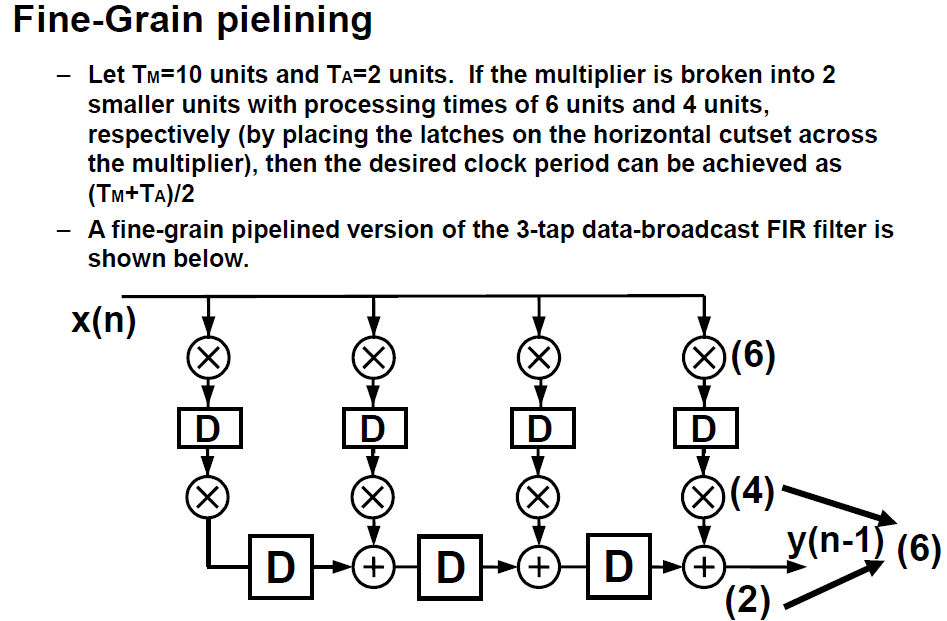 Fine-Grain pielining
– Let TM=10 units and TA=2 units. If the multiplier is broken into 2
smaller units with processing times of 6 units and 4 units,
respectively (by placing the latches on the horizontal cutset across
the multiplier), then the desired clock period can be achieved as
(TM+TA)/2
– A fine-grain pipelined version of the 3-tap data-broadcast FIR filter is
shown below.
x(n)
(6)
D D D D
(4)
y(n-1) (6)
D D D
(2)